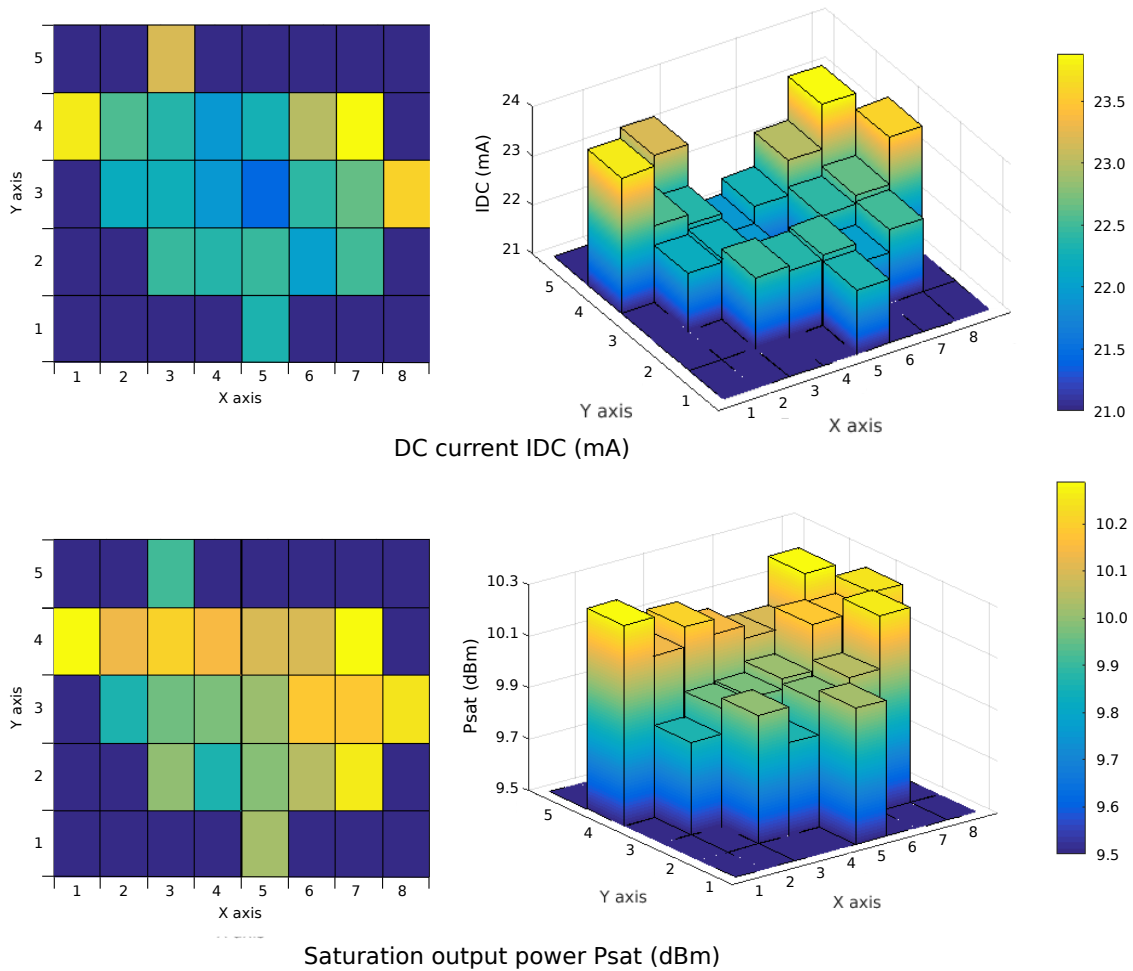 5
4
3
2
1
Y axis
1 2 3 4 5 6 7 8
X axis
24
23
22
21
IDC (mA)
5
4
3
2
1
Y axis
1 2 3 4 5 6 7 8
X axis
23.5
23.0
22.5
22.0
21.5
21.0
DC current IDC (mA)
5
4
3
2
1
Y axis
1 2 3 4 5 6 7 8
X axis
10.3
10.1
9.9
9.7
9.5
Psat (dBm)
5
4
3
2
1
Y axis
1 2 3 4 5 6 7 8
X axis
10.2
10.1
10.0
9.9
9.8
9.7
9.6
9.5
Saturation output power Psat (dBm)